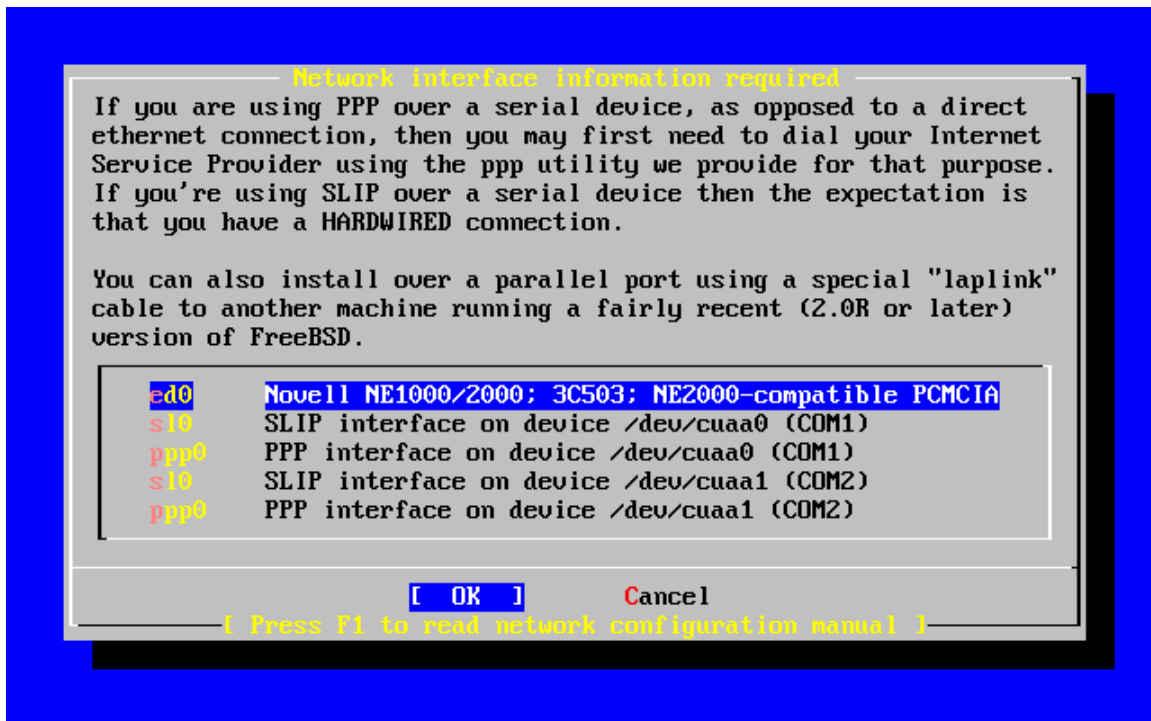 Network interface information required
If you are using PPP over a serial device, as opposed to a direct
ethernet connection, then you may first need to dial your Internet
Service Provider using the ppp utility we provide for that purpose.
If you're using SLIP over a serial device then the expectation is
that you have a HARDWIRED connection.
You can also install over a parallel port using a special "laplink"
cable to another machine running a fairly recent (2.0R or later)
version of FreeBSD.
ed0 Novell NE1000/2000; 3C503; NE2000-compatible PCMCIA
sl0 SLIP interface on device /dev/cuaa0 (COM1)
ppp0 PPP interface on device /dev/cuaa0 (COM1)
sl0 SLIP interface on device /dev/cuaa1 (COM2)
ppp0 PPP interface on device /dev/cuaa1 (COM2)
[ OK ] Cancel
[ Press F1 to read network configuration manual ]